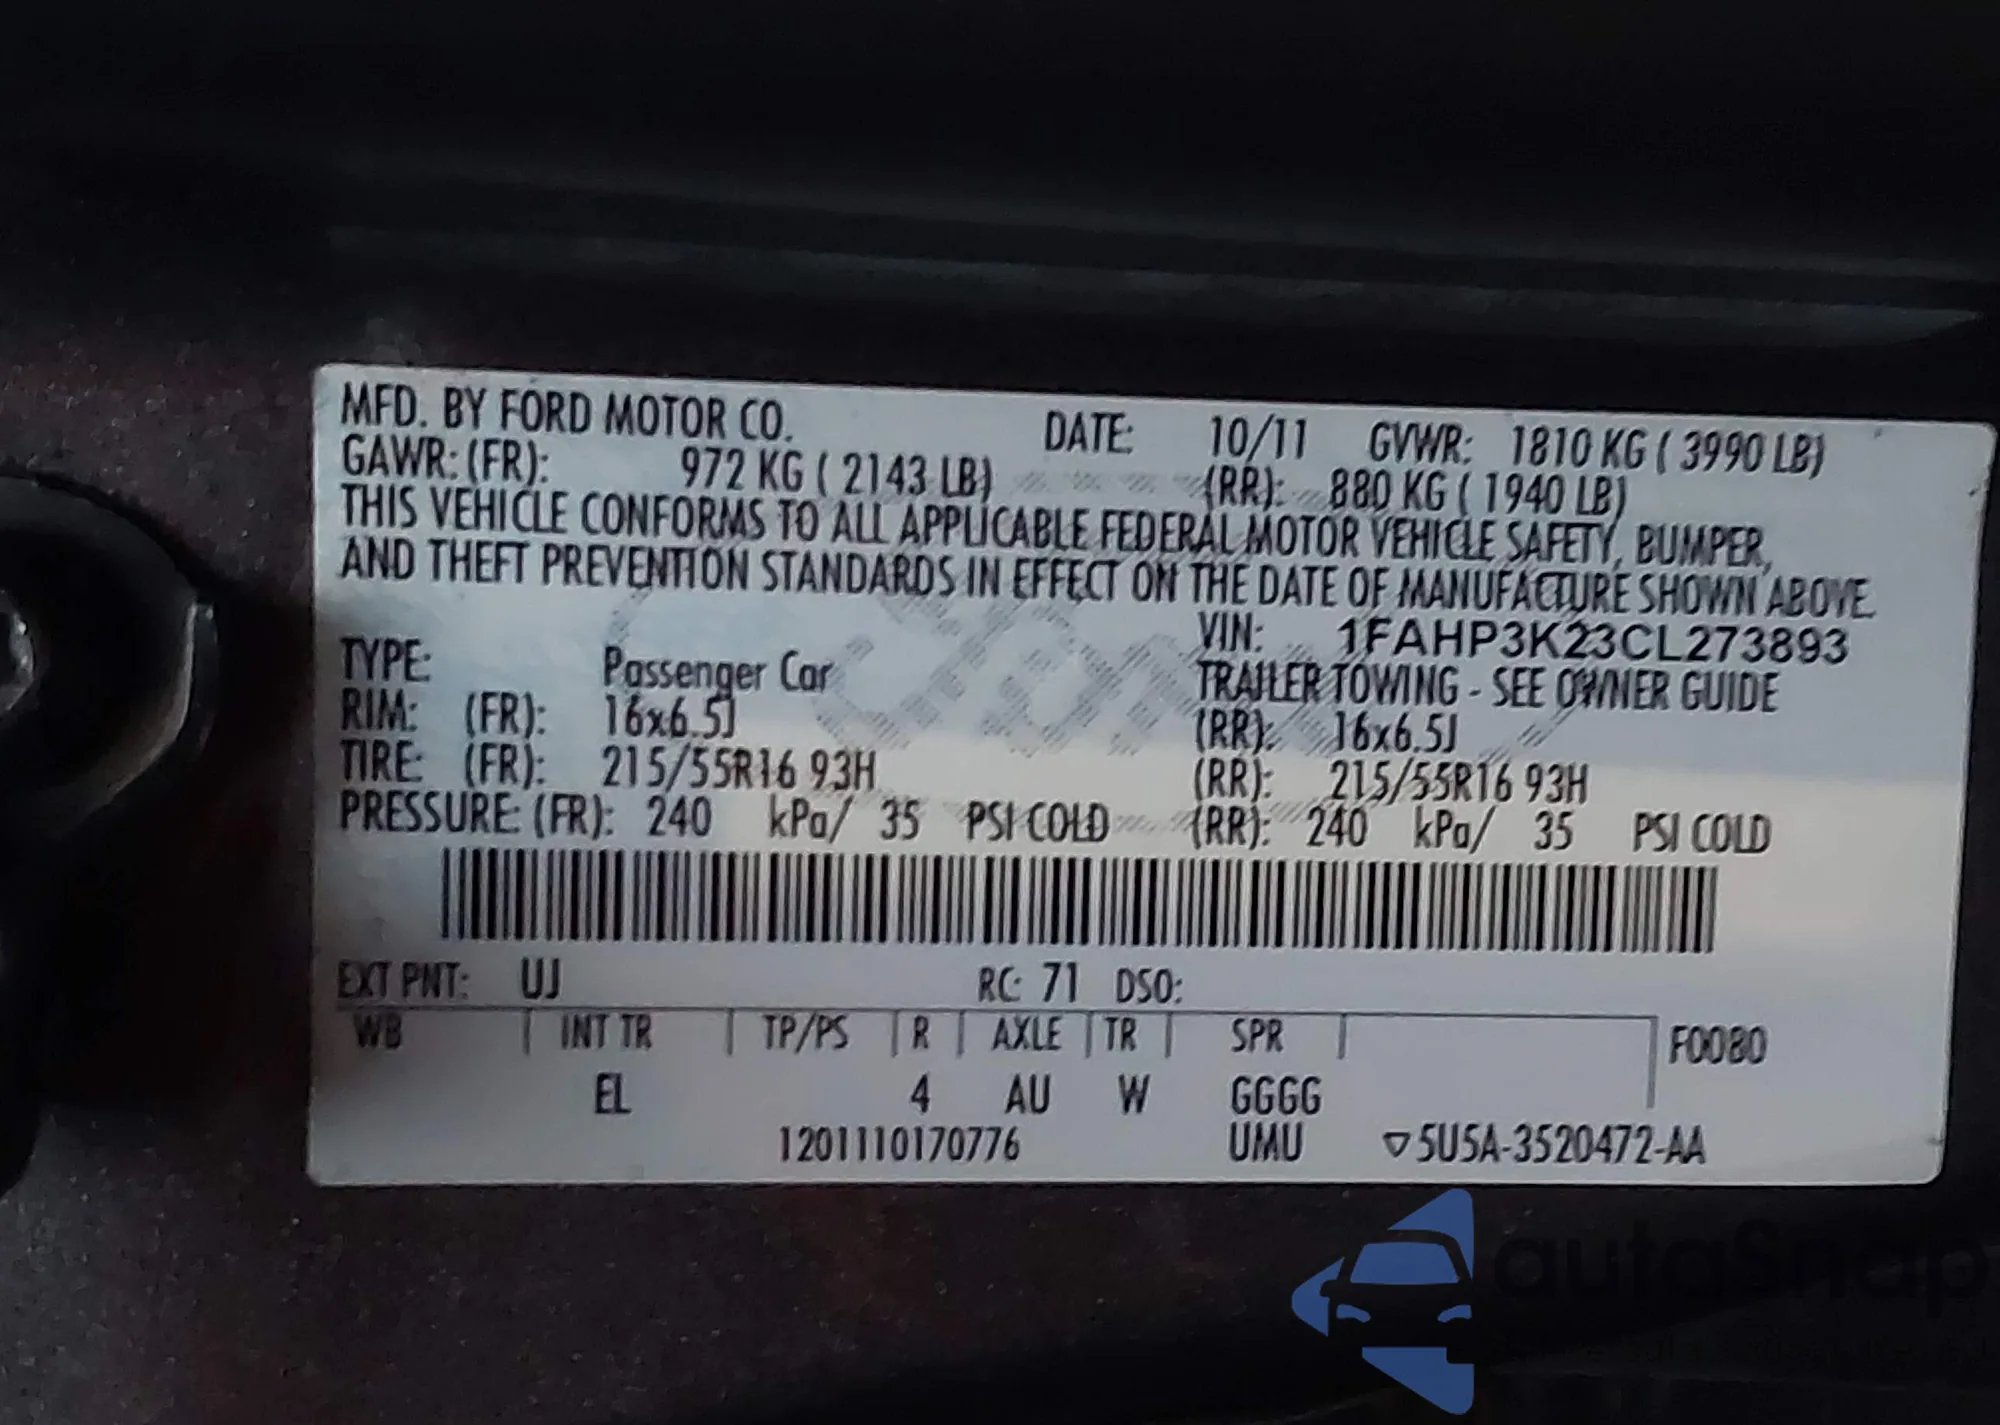 MFD. BY FORD MOTOR CO. DATE: 10/11 GVWR: 1810 KG ( 3990 LB)
GAWR: (FR): 972 KG ( 2143 LB) (RR): 880 KG ( 1940 LB)
THIS VEHICLE CONFORMS TO ALL APPLICABLE FEDERAL MOTOR VEHICLE SAFETY, BUMPER,
AND THEFT PREVENTION STANDARDS IN EFFECT ON THE DATE OF MANUFACTURE SHOWN ABOVE.
VIN: 1FAHP3K23CL273893
TYPE: Passenger Car TRAILER TOWING - SEE OWNER GUIDE
RIM: (FR): 16x6.5J (RR): 16x6.5J
TIRE: (FR): 215/55R16 93H (RR): 215/55R16 93H
PRESSURE: (FR): 240 kPa/ 35 PSI COLD (RR): 240 kPa/ 35 PSI COLD
EXT PNT: UJ RC: 71 DSO:
WB INT TR TP/PS R AXLE TR SPR F0080
EL 4 AU W GGGG
1201110170776 UMU ▽5U5A-3520472-AA
autoSnap